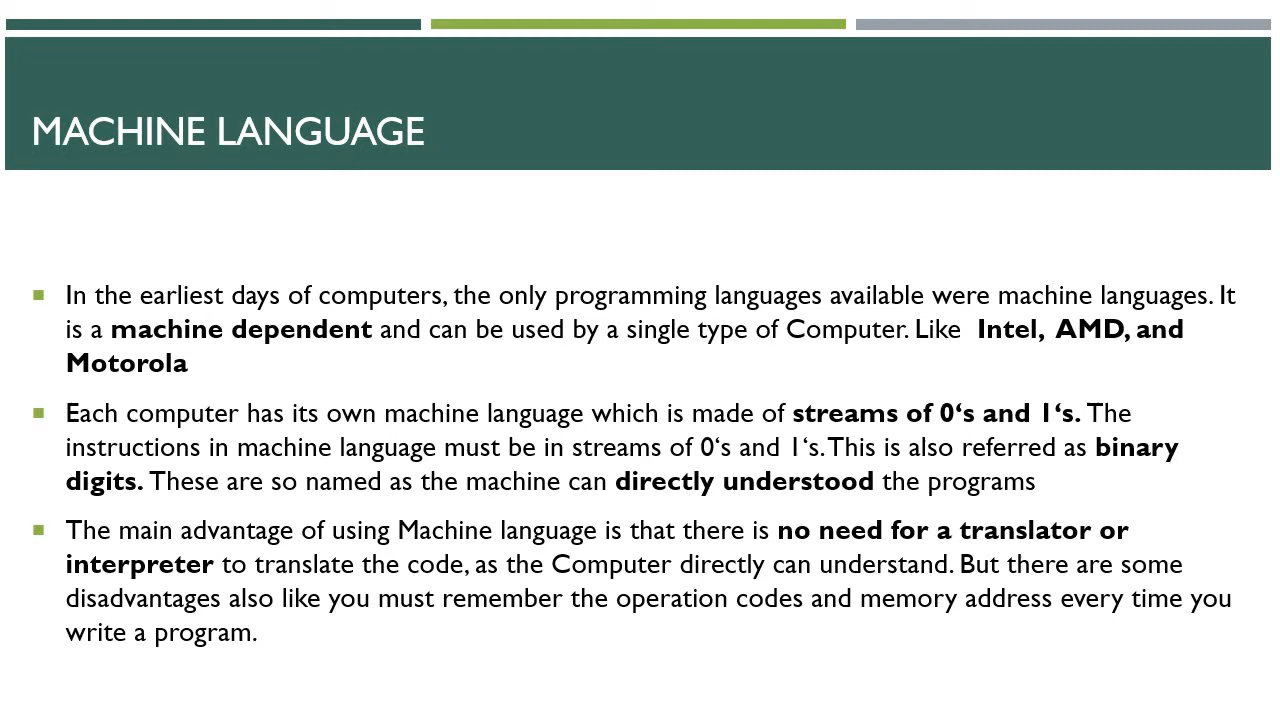 MACHINE LANGUAGE
In the earliest days of computers, the only programming languages available were machine languages. It
is a machine dependent and can be used by a single type of Computer. Like Intel, AMD, and
Motorola
Each computer has its own machine language which is made of streams of 0‘s and 1‘s. The
instructions in machine language must be in streams of 0‘s and 1‘s. This is also referred as binary
digits. These are so named as the machine can directly understood the programs
The main advantage of using Machine language is that there is no need for a translator or
interpreter to translate the code, as the Computer directly can understand. But there are some
disadvantages also like you must remember the operation codes and memory address every time you
write a program.